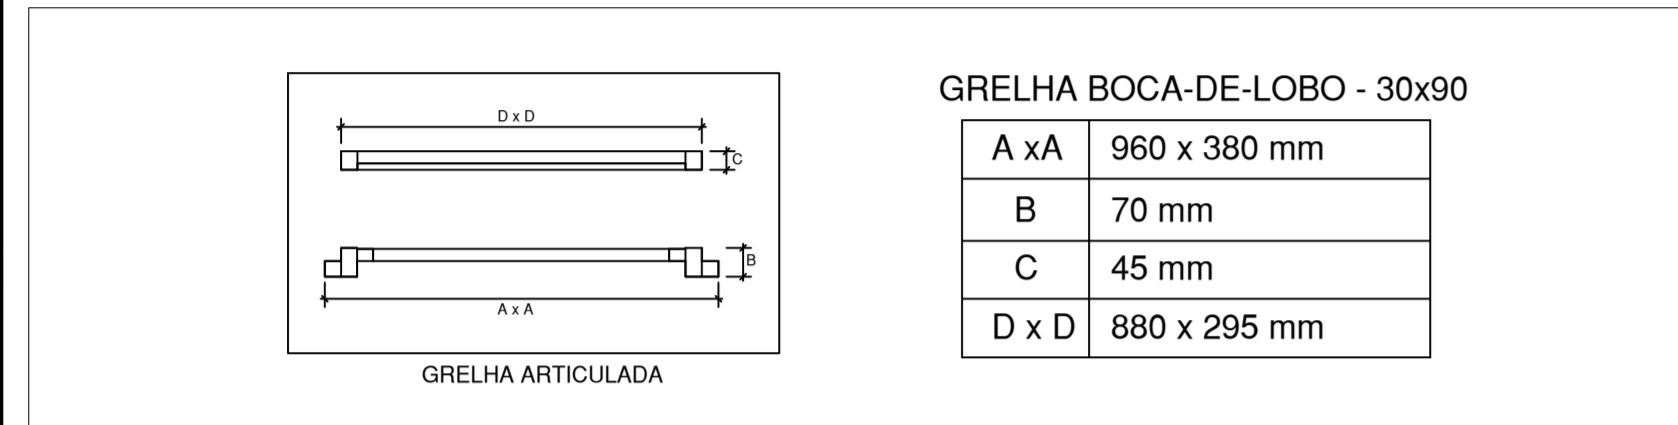 D x D
C
B
A x A
GRELHA ARTICULADA
GRELHA BOCA-DE-LOBO - 30x90
A xA 960 x 380 mm
B 70 mm
C 45 mm
D x D 880 x 295 mm